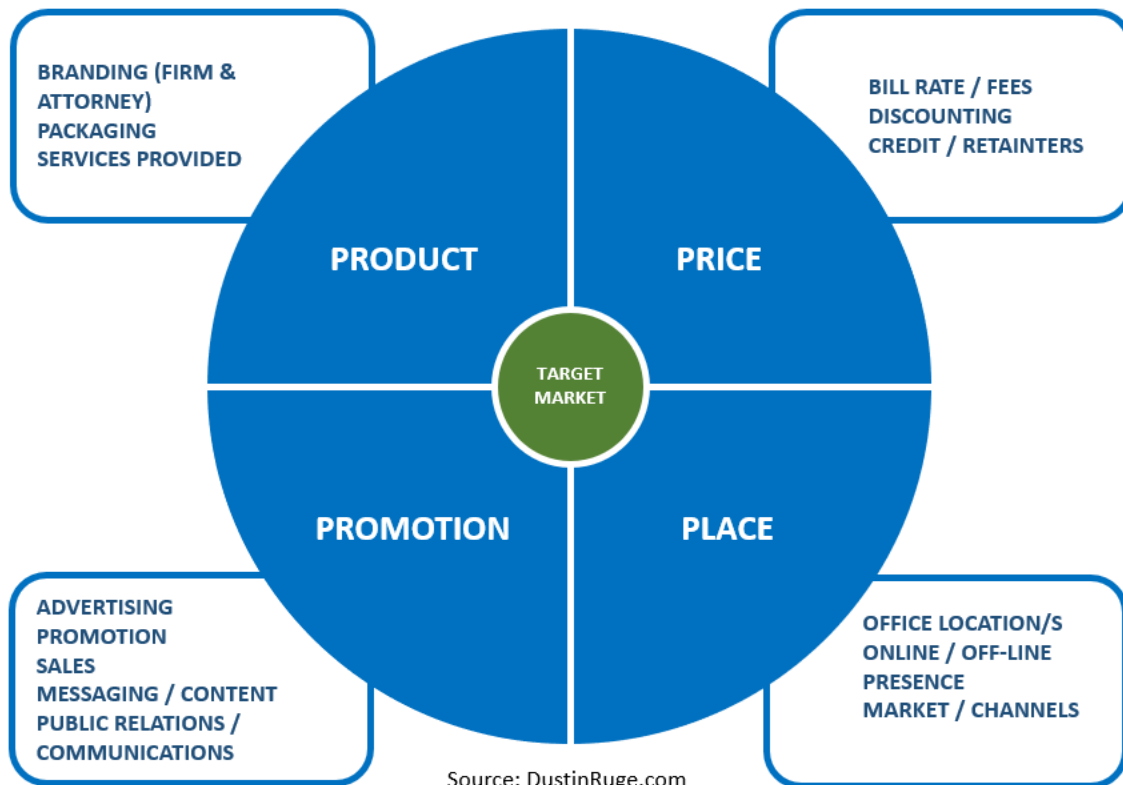 BRANDING (FIRM &
ATTORNEY)
PACKAGING
SERVICES PROVIDED
BILL RATE / FEES
DISCOUNTING
CREDIT / RETAINTERS
PRODUCT
PRICE
TARGET
MARKET
PROMOTION
PLACE
ADVERTISING
PROMOTION
SALES
MESSAGING / CONTENT
PUBLIC RELATIONS /
COMMUNICATIONS
OFFICE LOCATION/S
ONLINE / OFF-LINE
PRESENCE
MARKET / CHANNELS
Source: DustinRuge.com